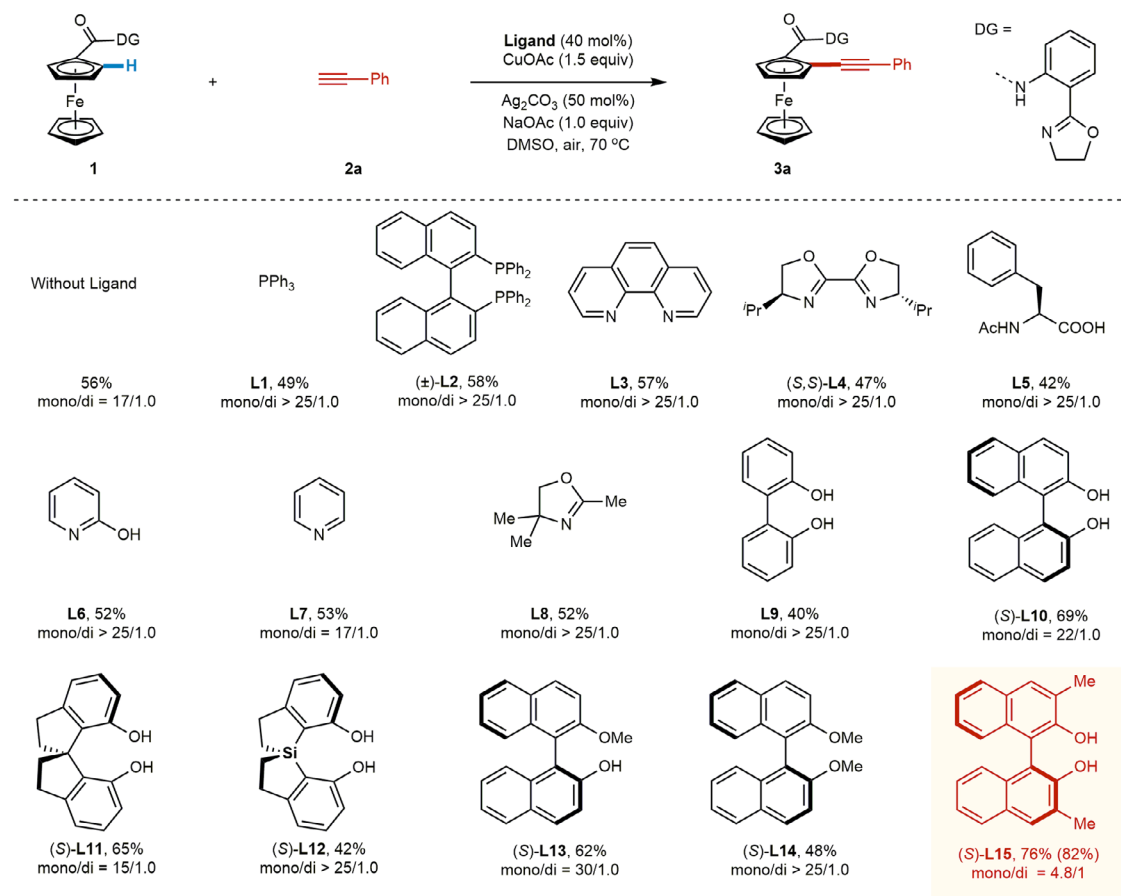 O
DG
H
Fe
1
+
Ph
2a
Ligand (40 mol%)
CuOAc (1.5 equiv)
Ag2CO3 (50 mol%)
NaOAc (1.0 equiv)
DMSO, air, 70 ºC
O
DG
Ph
Fe
3a
DG =
N
H
N
O
Without Ligand
56%
mono/di = 17/1.0
PPh3
L1, 49%
mono/di > 25/1.0
PPh2
PPh2
(±)-L2, 58%
mono/di > 25/1.0
N
N
L3, 57%
mono/di > 25/1.0
O
O
N
N
iPr
iPr
(S,S)-L4, 47%
mono/di > 25/1.0
AcHN
COOH
L5, 42%
mono/di > 25/1.0
N
OH
L6, 52%
mono/di > 25/1.0
N
L7, 53%
mono/di = 17/1.0
O
Me
Me
N
Me
L8, 52%
mono/di > 25/1.0
OH
OH
L9, 40%
mono/di > 25/1.0
OH
OH
(S)-L10, 69%
mono/di = 22/1.0
OH
OH
(S)-L11, 65%
mono/di = 15/1.0
OH
Si
OH
(S)-L12, 42%
mono/di > 25/1.0
OMe
OH
(S)-L13, 62%
mono/di = 30/1.0
OMe
OMe
(S)-L14, 48%
mono/di > 25/1.0
Me
OH
OH
Me
(S)-L15, 76% (82%)
mono/di = 4.8/1